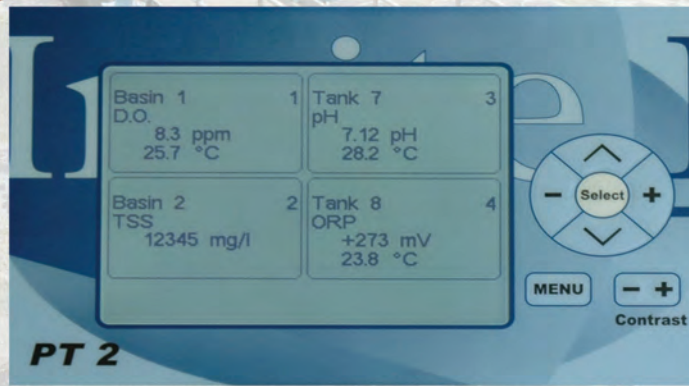 Basin 1 1
D.O.
8.3 ppm
25.7 °C
Tank 7 3
pH
7.12 pH
28.2 °C
Basin 2 2
TSS
12345 mg/l
Tank 8 4
ORP
+273 mV
23.8 °C
- Select +
MENU
- +
Contrast
PT 2